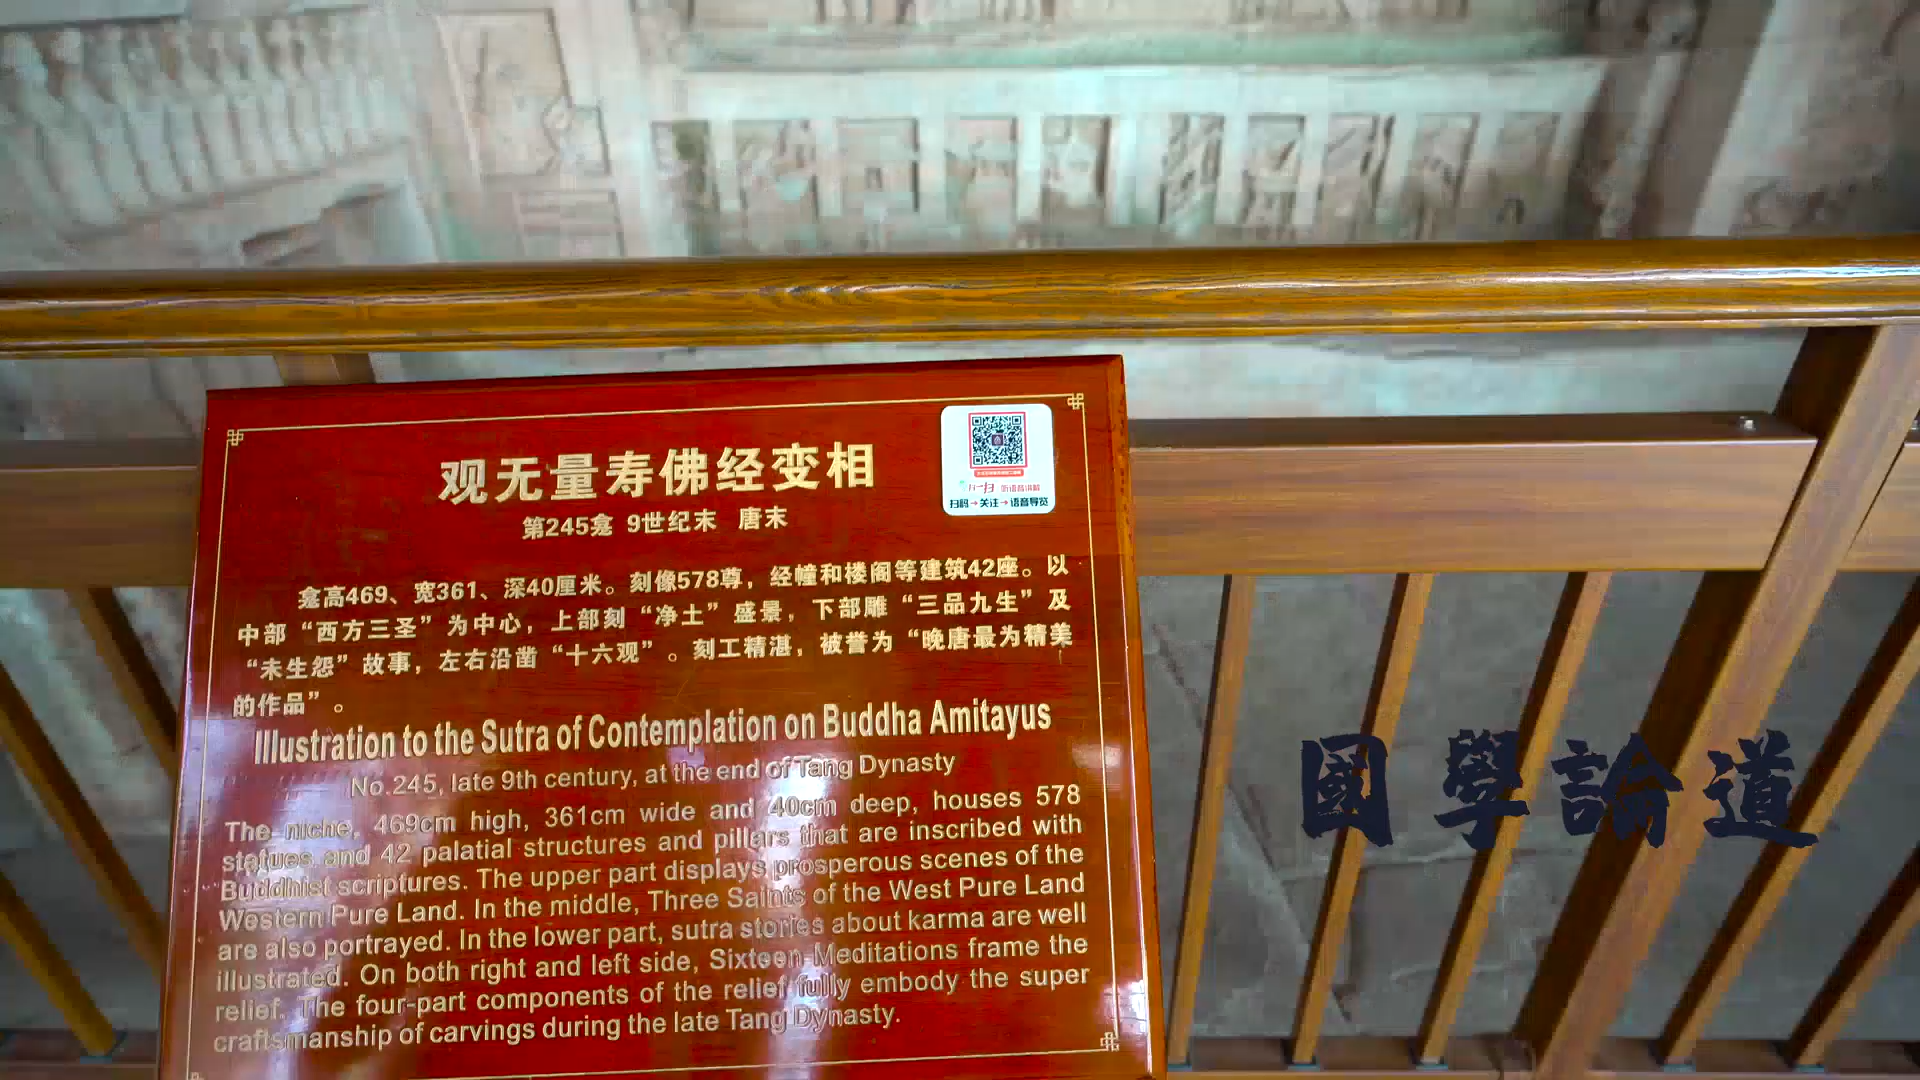 观无量寿佛经变相
第245龛 9世纪末 唐末
龛高469、宽361、深40厘米。刻像578尊，经幢和楼阁等建筑42座。以
中部“西方三圣”为中心，上部刻“净土”盛景，下部雕“三品九生”及
“未生怨”故事，左右沿凿“十六观”。刻工精湛，被誉为“晚唐最为精美
的作品”。
Illustration to the Sutra of Contemplation on Buddha Amitayus
No.245, late 9th century, at the end of Tang Dynasty
The niche, 469cm high, 361cm wide and 40cm deep, houses 578
statues and 42 palatial structures and pillars that are inscribed with
Buddhist scriptures. The upper part displays prosperous scenes of the
Western Pure Land. In the middle, Three Saints of the West Pure Land
are also portrayed. In the lower part, sutra stories about karma are well
illustrated. On both right and left side, Sixteen Meditations frame the
relief. The four-part components of the relief fully embody the super
craftsmanship of carvings during the late Tang Dynasty.
扫一扫 听语音讲解
扫码→关注→语音导览
國學論道